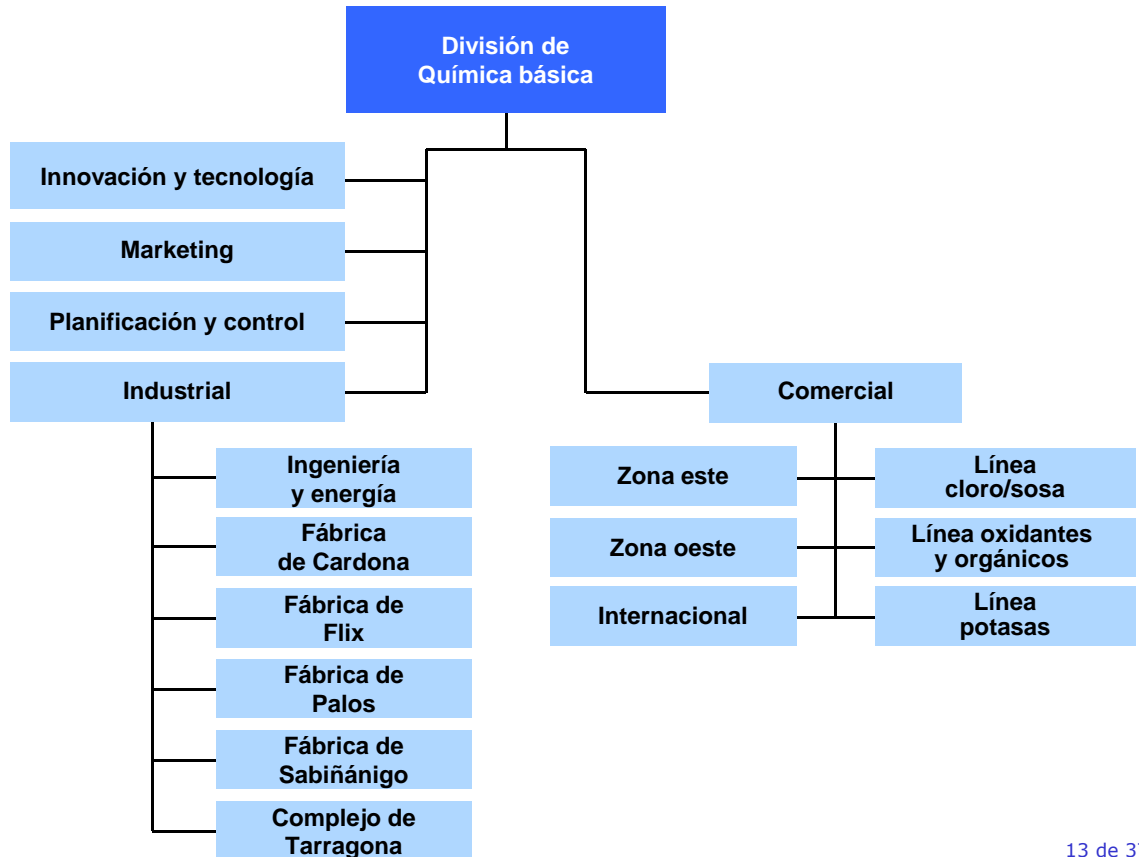 División de
Química básica
Innovación y tecnología
Marketing
Planificación y control
Industrial
Ingeniería
y energía
Fábrica
de Cardona
Fábrica de
Flix
Fábrica de
Palos
Fábrica de
Sabiñánigo
Complejo de
Tarragona
Comercial
Zona este
Zona oeste
Internacional
Línea
cloro/sosa
Línea oxidantes
y orgánicos
Línea
potasas
13 de